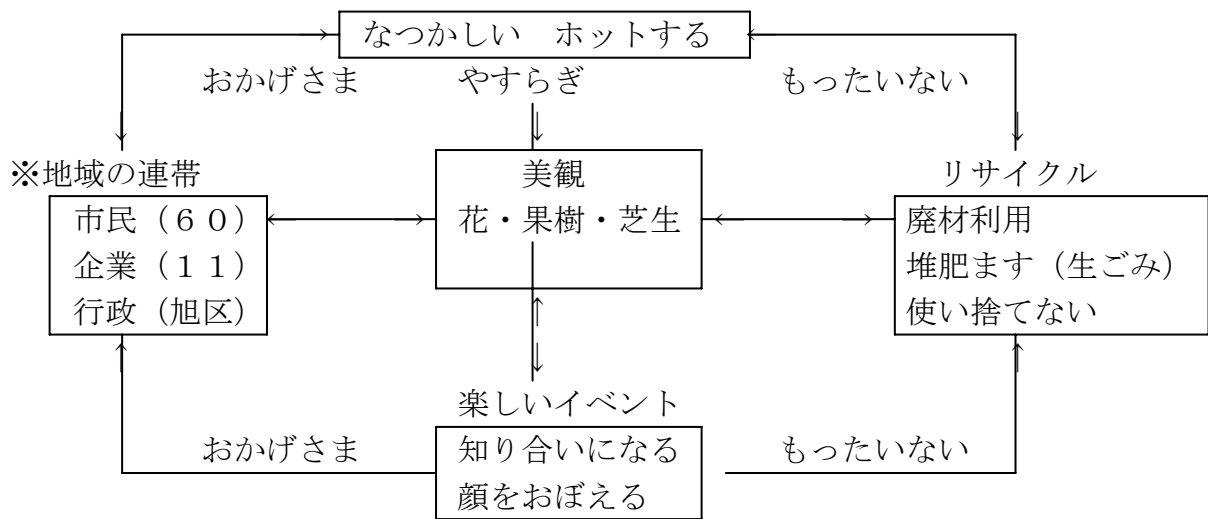 なつかしい　ホットする
おかげさま　やすらぎ　もったいない
※地域の連帯
市民（６０）
企業（１１）
行政（旭区）
美観
花・果樹・芝生
リサイクル
廃材利用
堆肥ます（生ごみ）
使い捨てない
楽しいイベント
おかげさま　もったいない
知り合いになる
顔をおぼえる